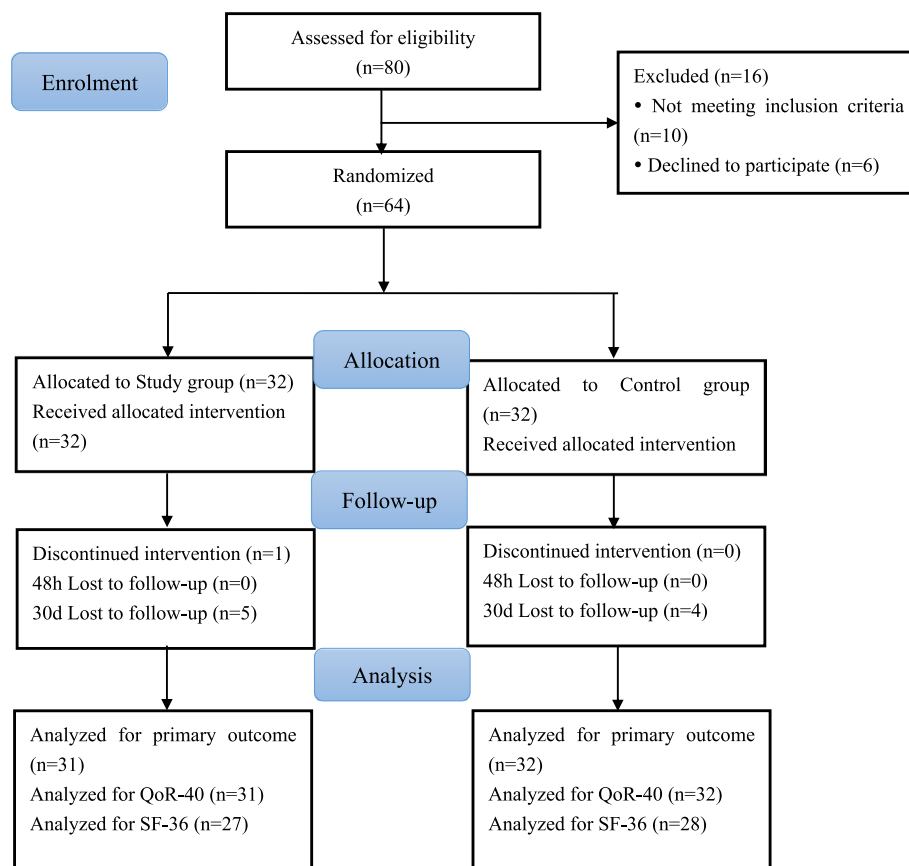 Assessed for eligibility
(n=80)
Enrolment
Excluded (n=16)
• Not meeting inclusion criteria
(n=10)
• Declined to participate (n=6)
Randomized
(n=64)
Allocation
Allocated to Study group (n=32)
Received allocated intervention
(n=32)
Allocated to Control group
(n=32)
Received allocated intervention
Follow-up
Discontinued intervention (n=1)
48h Lost to follow-up (n=0)
30d Lost to follow-up (n=5)
Discontinued intervention (n=0)
48h Lost to follow-up (n=0)
30d Lost to follow-up (n=4)
Analysis
Analyzed for primary outcome
(n=31)
Analyzed for QoR-40 (n=31)
Analyzed for SF-36 (n=27)
Analyzed for primary outcome
(n=32)
Analyzed for QoR-40 (n=32)
Analyzed for SF-36 (n=28)